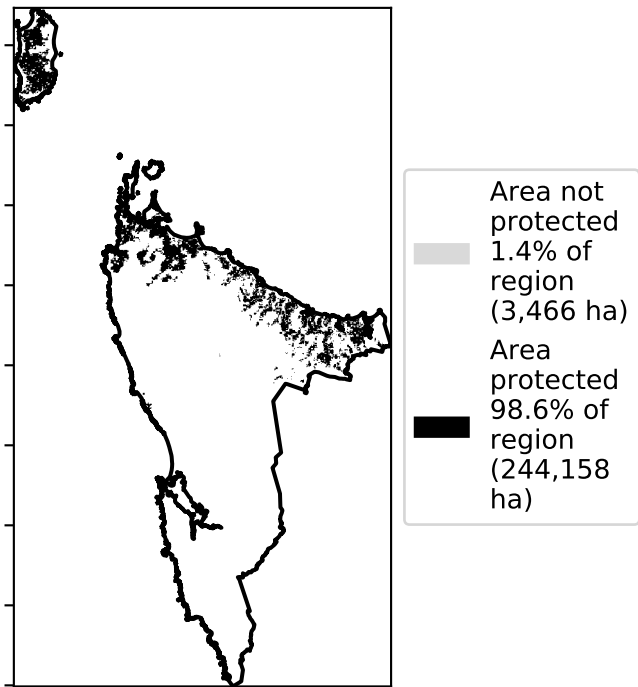 Area not
protected
1.4% of
region
(3,466 ha)
Area
protected
98.6% of
region
(244,158
ha)